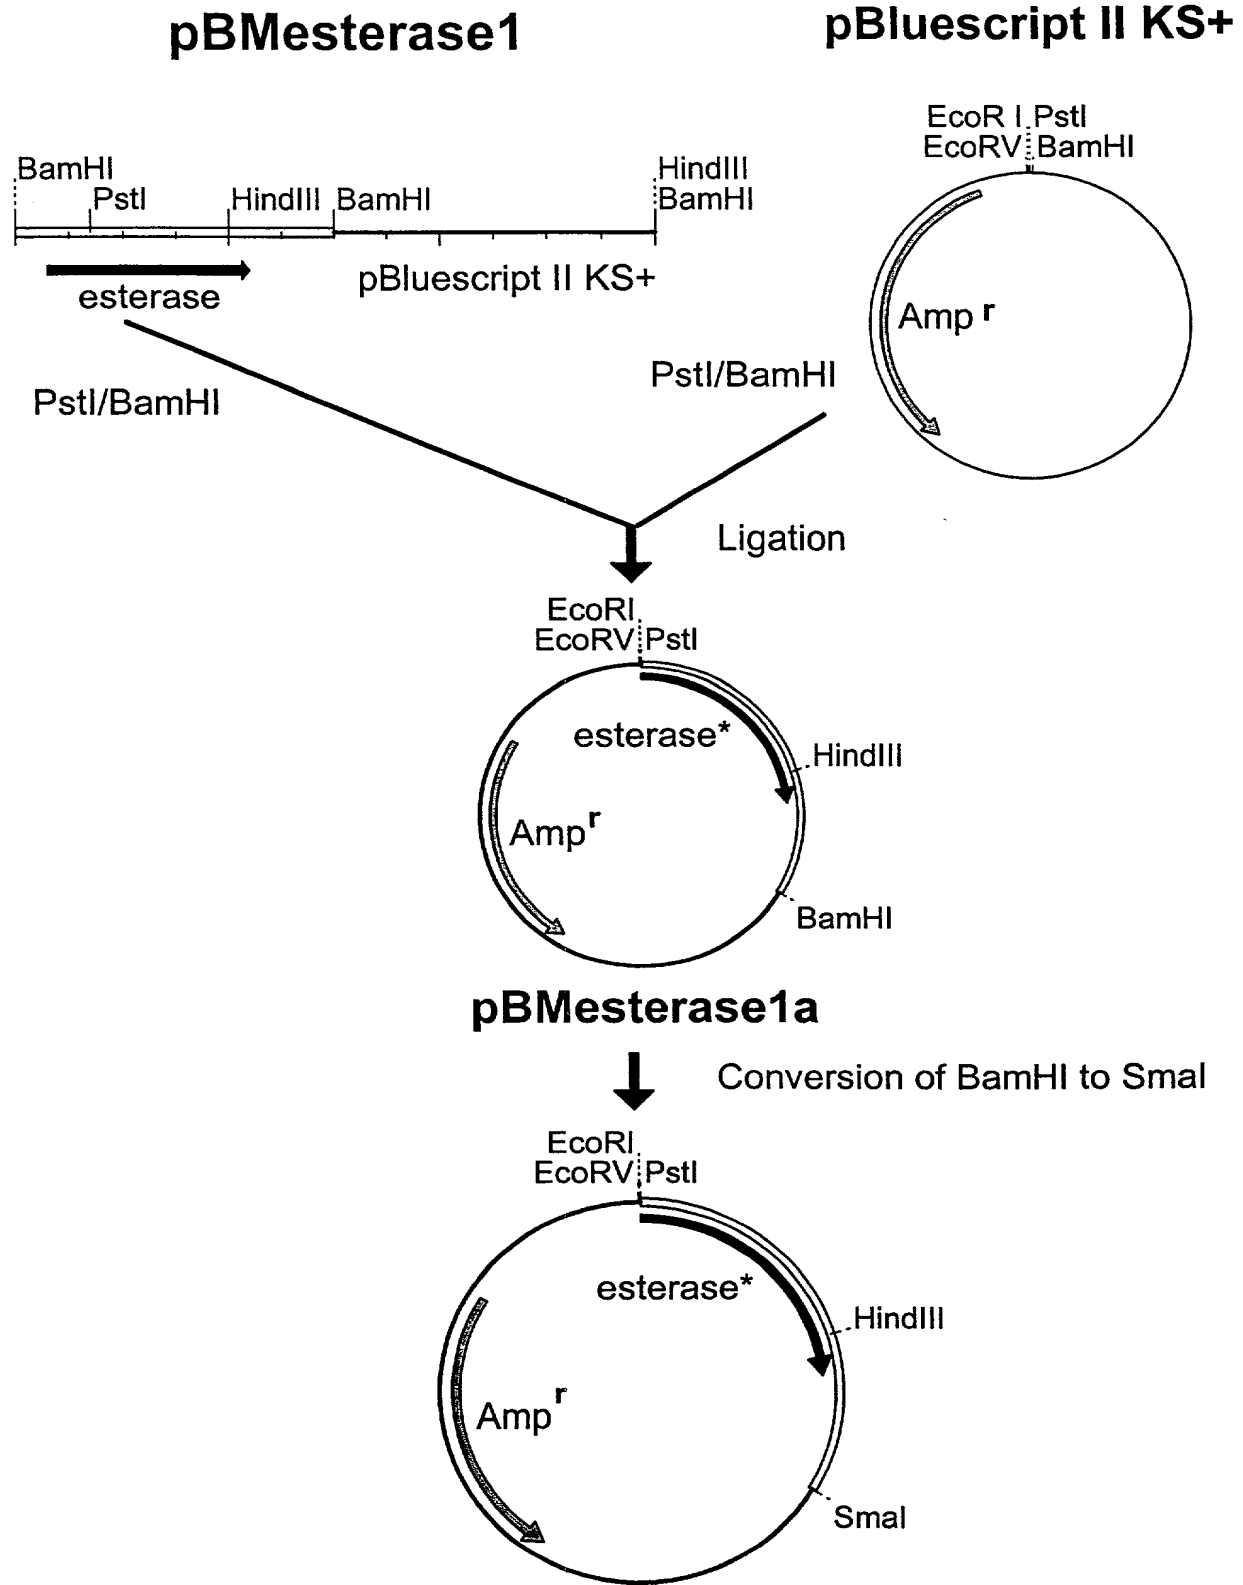 pBMesterase1
pBluescript II KS+
EcoR I PstI
EcoRV BamHI
BamHI
PstI
HindIII
BamHI
HindIII
BamHI
esterase
pBluescript II KS+
Amp r
PstI/BamHI
PstI/BamHI
Ligation
EcoRI
EcoRV PstI
esterase*
HindIII
Amp r
BamHI
pBMesterase1a
Conversion of BamHI to SmaI
EcoRI
EcoRV PstI
esterase*
HindIII
Amp r
SmaI